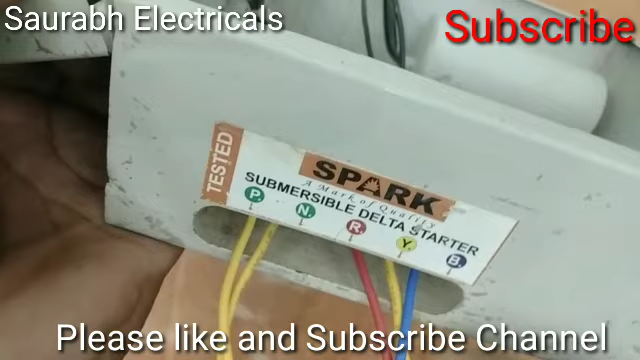 Saurabh Electricals
Subscribe
TESTED
SPARK
A Mark of Quality
SUBMERSIBLE DELTA STARTER
P. N. R. Y. B.
Please like and Subscribe Channel